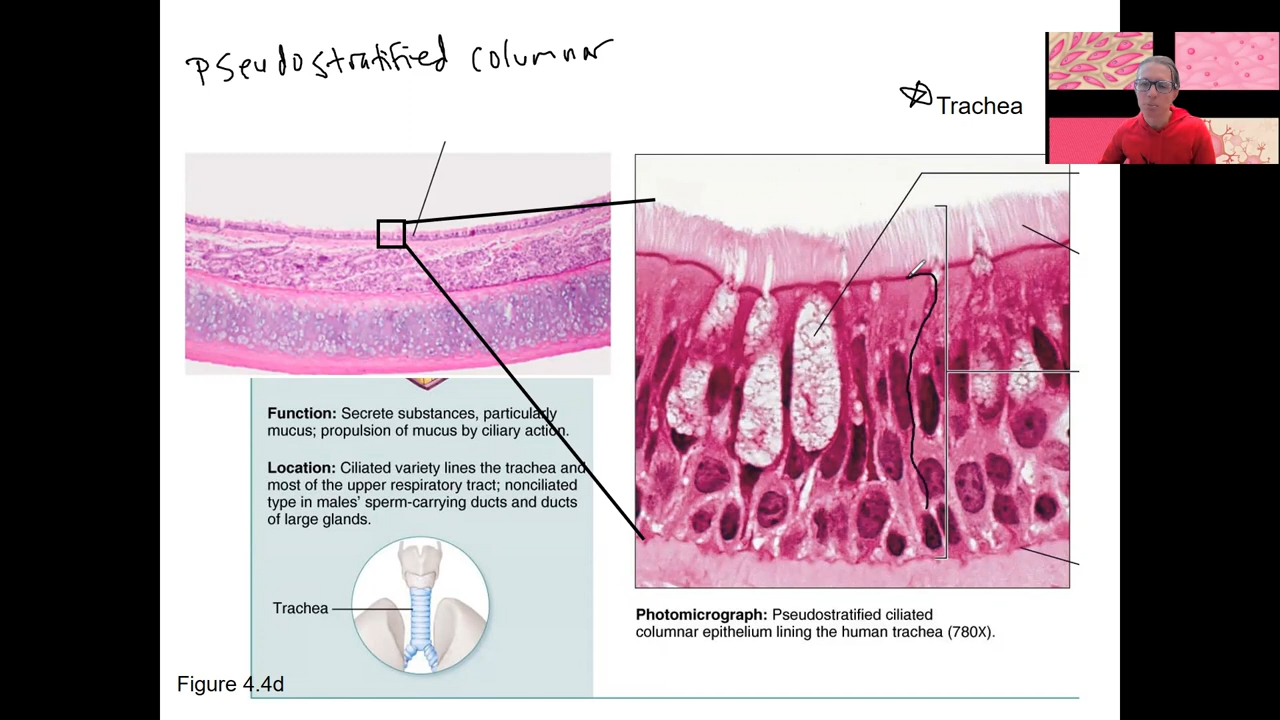 pseudostratified columnar
Trachea
Function: Secrete substances, particularly
mucus; propulsion of mucus by ciliary action.
Location: Ciliated variety lines the trachea and
most of the upper respiratory tract; nonciliated
type in males’ sperm-carrying ducts and ducts
of large glands.
Trachea
Figure 4.4d
Photomicrograph: Pseudostratified ciliated
columnar epithelium lining the human trachea (780X).